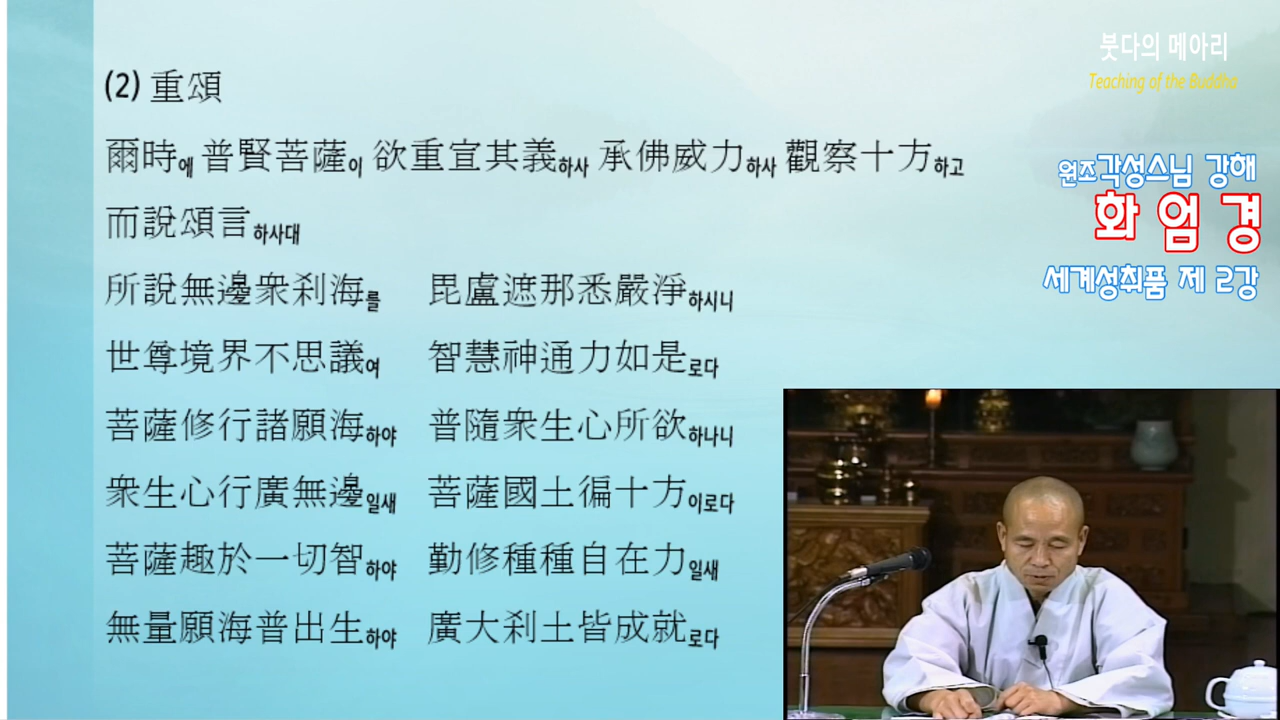 (2) 重頌
爾時에 普賢菩薩이 欲重宣其義하사 承佛威力하사 觀察十方하고
而說頌言하사대
所說無邊衆刹海를 毘盧遮那悉嚴淨하시니
世尊境界不思議여 智慧神通力如是로다
菩薩修行諸願海하야 普隨衆生心所欲하나니
衆生心行廣無邊일새 菩薩國土徧十方이로다
菩薩趣於一切智하야 勤修種種自在力일새
無量願海普出生하야 廣大刹土皆成就로다
붓다의 메아리
Teaching of the Buddha
원조각성스님 강해
화엄경
세계성취품 제 2강